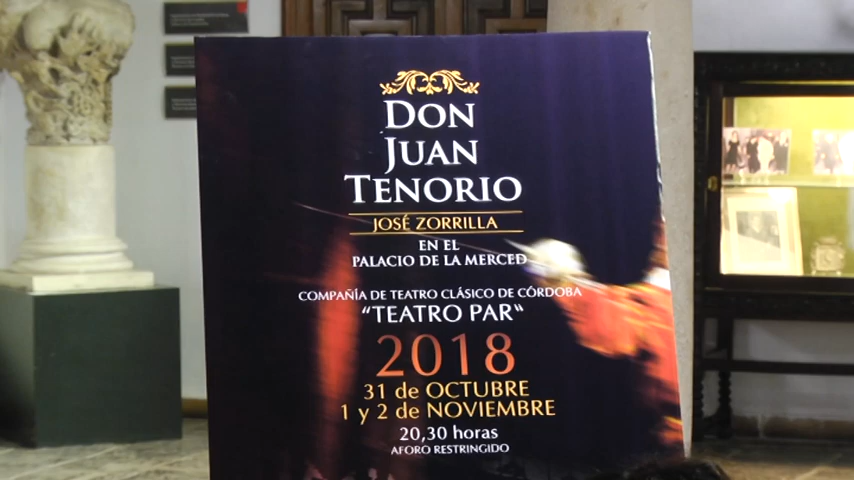 DON
JUAN
TENORIO
JOSÉ ZORRILLA
EN EL
PALACIO DE LA MERCED
COMPAÑÍA DE TEATRO CLÁSICO DE CÓRDOBA
“TEATRO PAR“
2018
31 de OCTUBRE
1 y 2 de NOVIEMBRE
20,30 horas
AFORO RESTRINGIDO